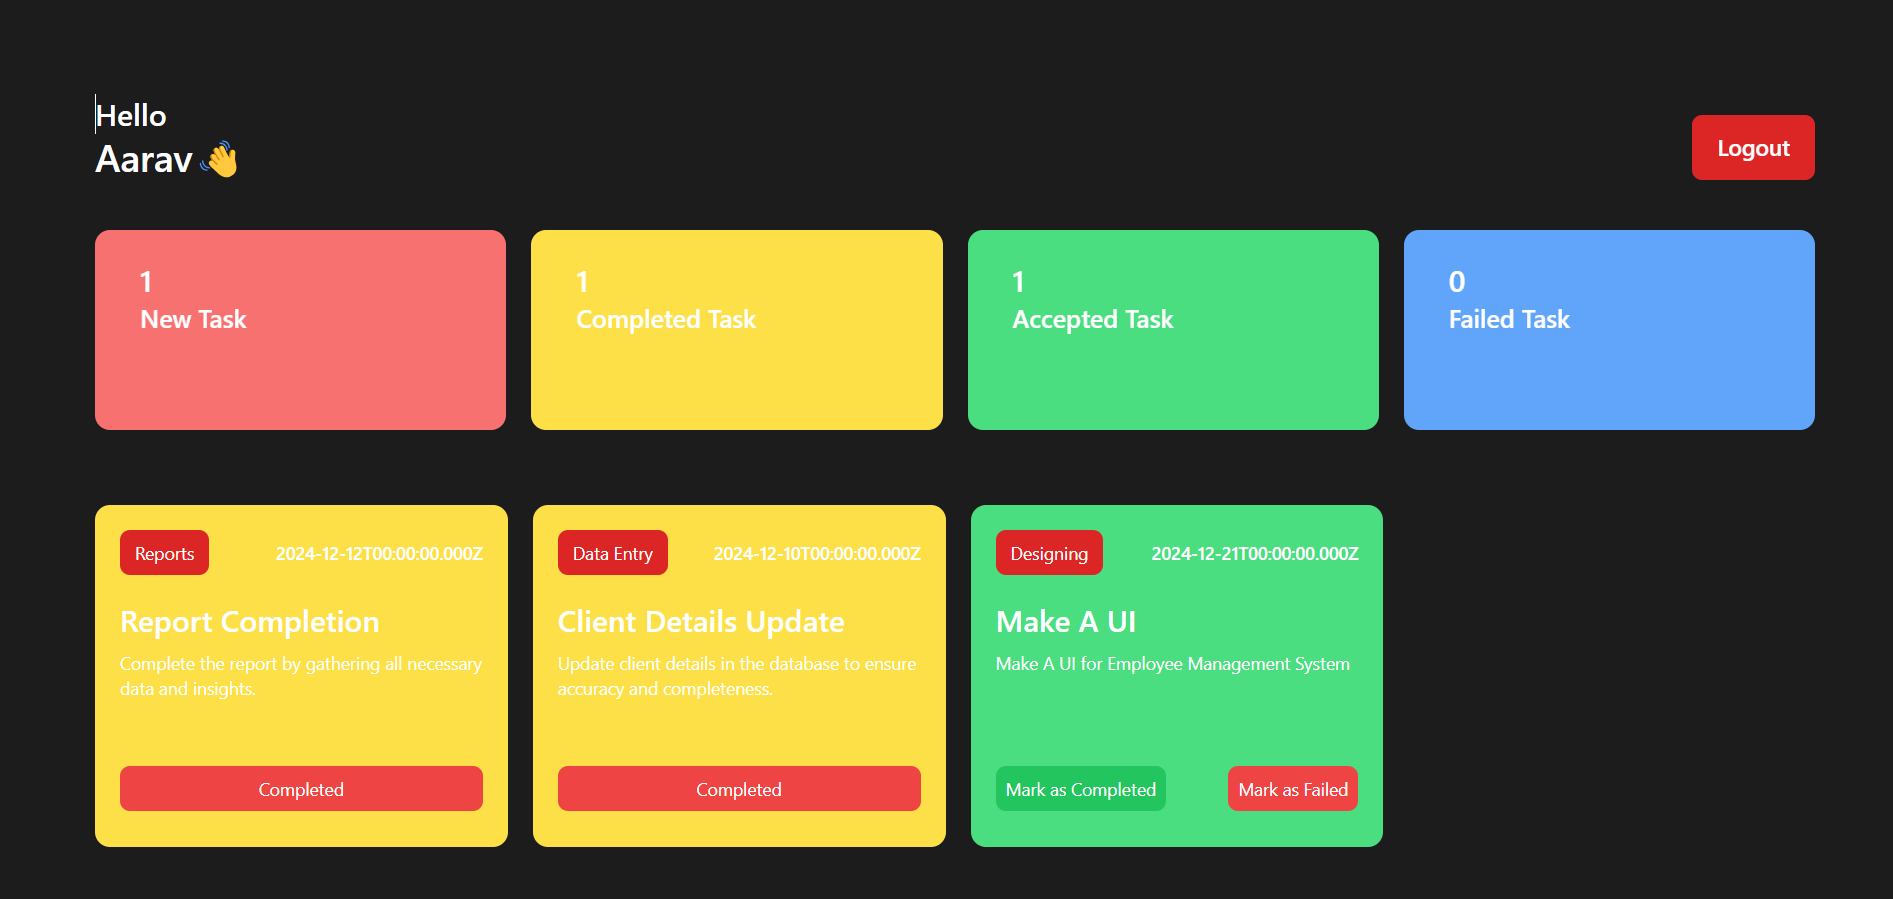 Hello
Aarav 👋
Logout
1
New Task
1
Completed Task
1
Accepted Task
0
Failed Task
Reports
2024-12-12T00:00:00.000Z
Report Completion
Complete the report by gathering all necessary
data and insights.
Completed
Data Entry
2024-12-10T00:00:00.000Z
Client Details Update
Update client details in the database to ensure
accuracy and completeness.
Completed
Designing
2024-12-21T00:00:00.000Z
Make A UI
Make A UI for Employee Management System
Mark as Completed
Mark as Failed